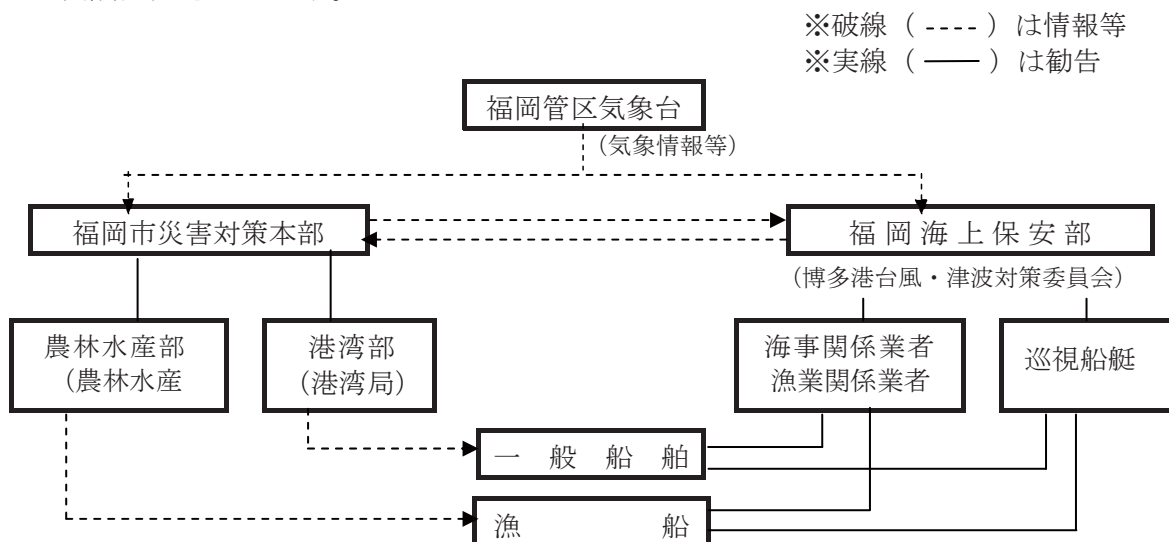 ※破線（ ---- ）は情報等
※実線（ ―― ）は勧告
福岡管区気象台
（気象情報等）
福岡市災害対策本部
福岡海上保安部
（博多港台風・津波対策委員会）
農林水産部
（農林水産
港湾部
（港湾局）
海事関係業者
漁業関係業者
巡視船艇
一般船舶
漁船